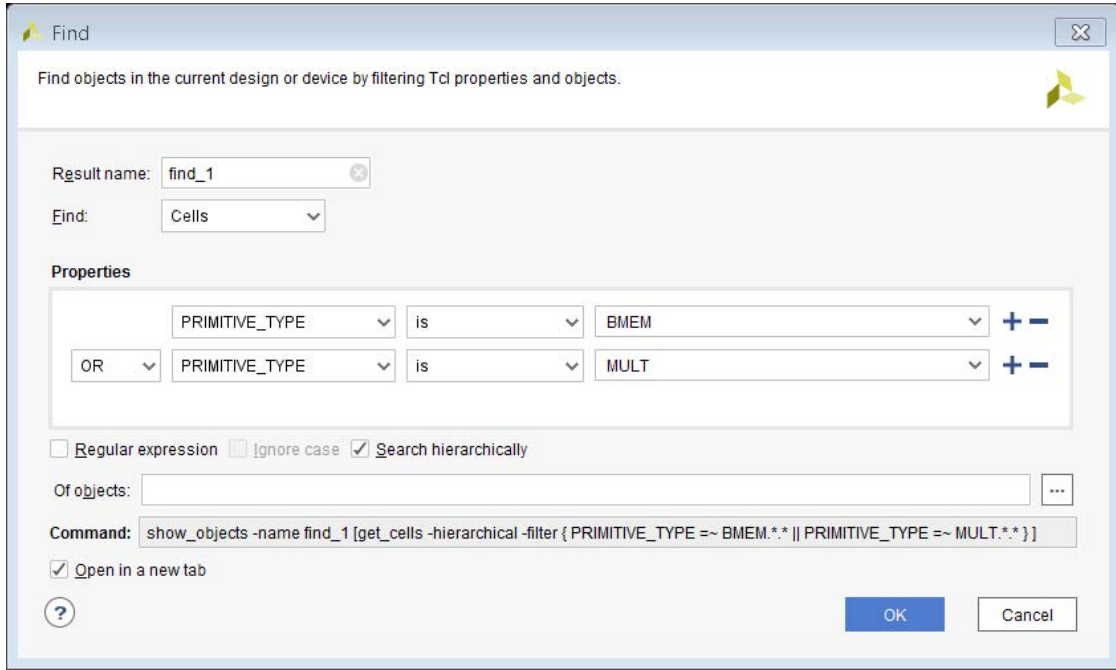 Find
Find objects in the current design or device by filtering Tcl properties and objects.
Result name: find_1
Find: Cells
Properties
PRIMITIVE_TYPE is BMEM
OR PRIMITIVE_TYPE is MULT
Regular expression Ignore case Search hierarchically
Of objects: ...
Command: show_objects -name find_1 [get_cells -hierarchical -filter { PRIMITIVE_TYPE =~ BMEM.*.* || PRIMITIVE_TYPE =~ MULT.*.* } ]
Open in a new tab
? OK Cancel